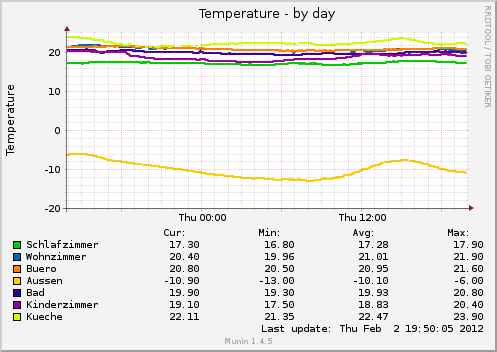 Temperature - by day
RRDTOOL / TOBI OETIKER
Temperature
20
10
0
-10
-20
Thu 00:00 Thu 12:00
Cur: Min: Avg: Max:
Schlafzimmer 17.30 16.80 17.28 17.90
Wohnzimmer 20.40 19.96 21.01 21.90
Buero 20.80 20.50 20.95 21.60
Aussen -10.90 -13.00 -10.10 -6.00
Bad 19.90 19.30 19.93 20.80
Kinderzimmer 19.10 17.50 18.83 20.40
Kueche 22.11 21.35 22.47 23.90
Last update: Thu Feb 2 19:50:05 2012
Munin 1.4.5